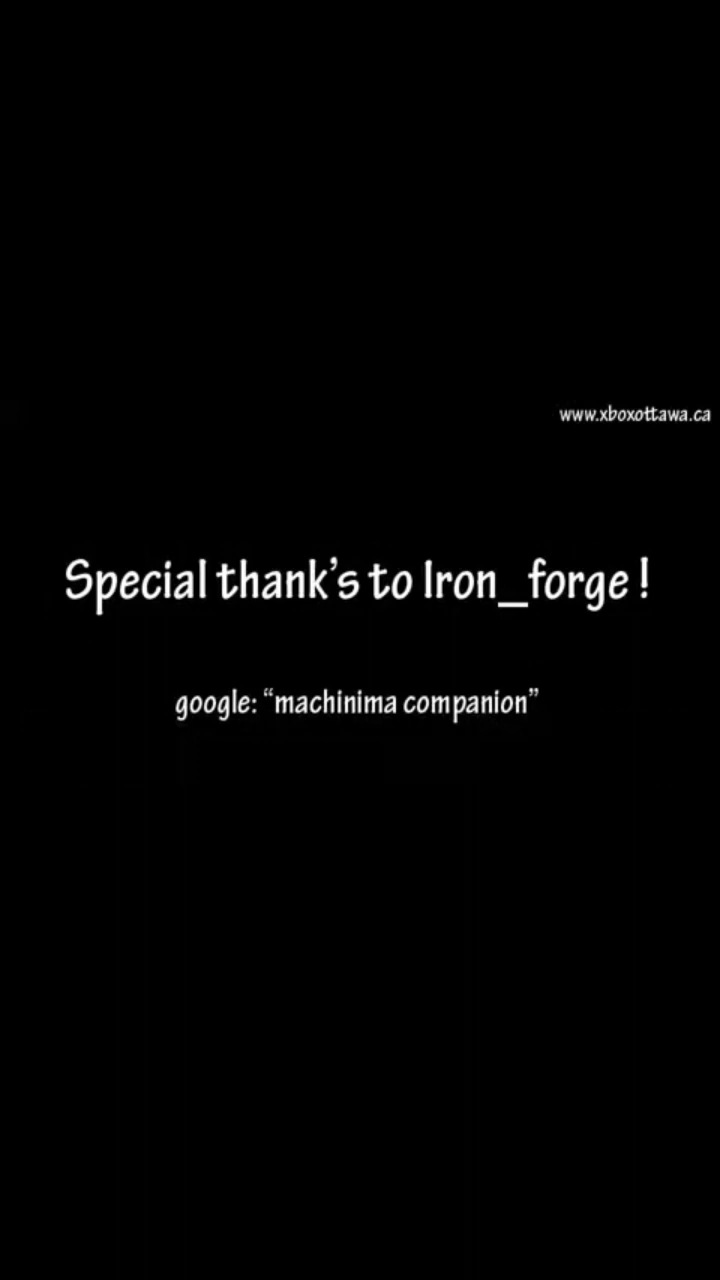 www.xboxottawa.ca
Special thank’s to Iron_forge !
google: “machinima companion”